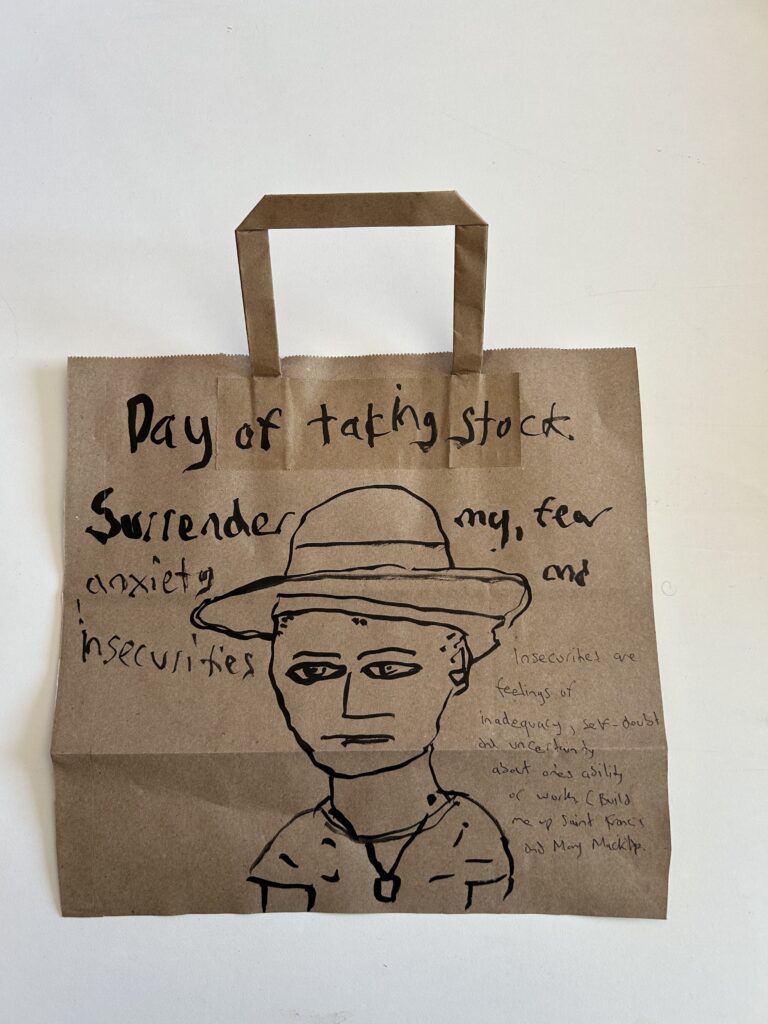 Day of taking stock.
Surrender my, fear
anxiety and
insecurities
Insecurities are
feelings of
inadequacy, self-doubt
and uncertainty
about ones ability
or worth (Build
me up Saint Francis
and Mary Mackillop.